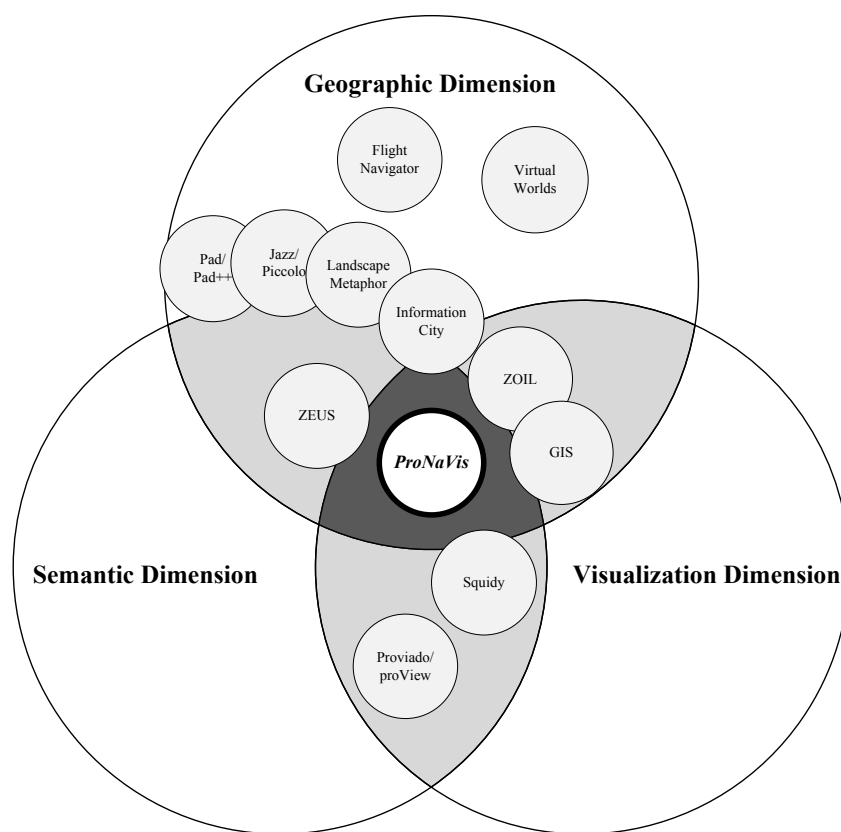 Geographic Dimension
Flight
Navigator
Virtual
Worlds
Pad/
Pad++
Jazz/
Piccolo
Landscape
Metaphor
Information
City
ZOIL
ZEUS
GIS
ProNaVis
Semantic Dimension
Visualization Dimension
Squidy
Proviado/
proView